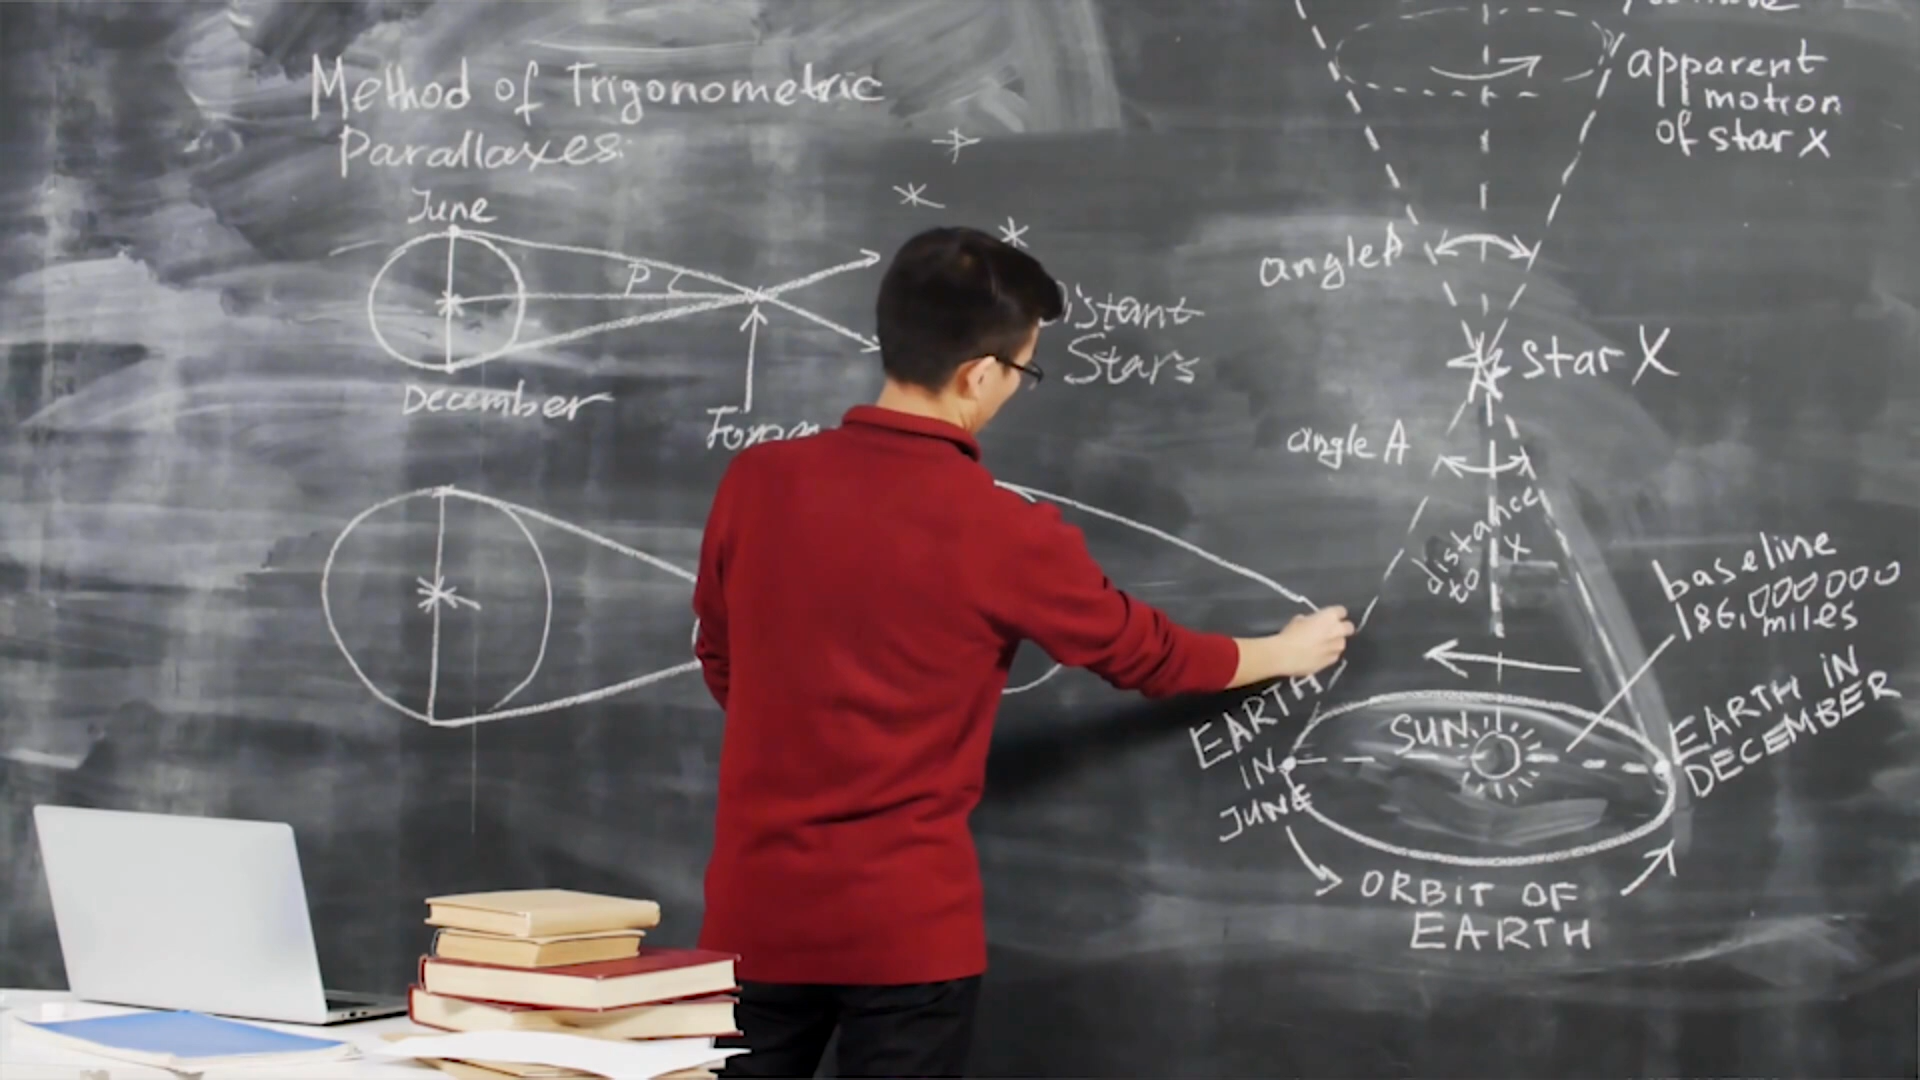 Method of Trigonometric
Parallaxes:
June
P
December
Distant
Stars
apparent
motion
of star X
angle A
star X
angle A
distance
to X
baseline
186,000000
miles
EARTH
IN
JUNE
SUN
EARTH IN
DECEMBER
ORBIT OF
EARTH